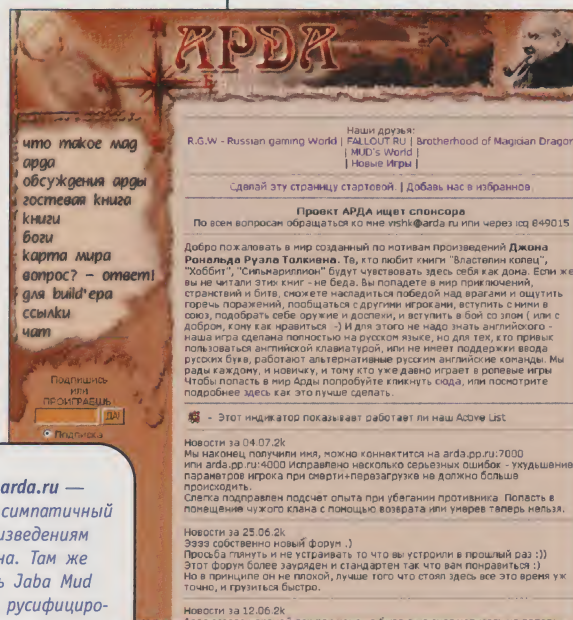 АРДА
что такое мад
арда
обсуждения арды
гостевая книга
книги
боги
карта мира
вопрос? - ответ!
для build'ера
ссылки
чат
Подпишись
или
ПРОИГРАЕШЬ!
ДА!
Подписка
Наши друзья:
R.G.W - Russian gaming World | FALLOUT.RU | Brotherhood of Magician Dragon
| MUD's World |
| Новые Игры |
Сделай эту страницу стартовой. | Добавь нас в избранное.
Проект АРДА ищет спонсора
По всем вопросам обращаться ко мне vishk@arda.ru или через icq 849015
Добро пожаловать в мир созданный по мотивам произведений Джона
Рональда Руэла Толкиена. Те, кто любит книги "Властелин колец",
"Хоббит", "Сильмариллион" будут чувствовать здесь себя как дома. Если же
вы не читали этих книг - не беда. Вы попадете в мир приключений,
странствий и битв, сможете насладиться победой над врагами и ощутить
горечь поражений, пообщаться с другими игроками, вступить с ними в
союз, подобрать себе оружие и доспехи, и вступить в бой со злом ( или с
добром, кому как нравиться :-) И для этого не надо знать английского -
наша игра сделана полностью на русском языке, но для тех, кто привык
пользоваться английской клавиатурой, или не имеет поддержки ввода
русских букв, работают альтернативные русским английские команды. Мы
рады каждому, и новичку, и тому кто уже давно играет в ролевые игры
Чтобы попасть в мир Арды попробуйте кликнуть сюда, или посмотрите
подробнее здесь как это лучше сделать.
- Этот индикатор показывает работает ли наш Active List
Новости за 04.07.2k
Мы наконец получили имя, можно коннектится на arda.pp.ru:7000
или arda.pp.ru:4000 Исправлено несколько серьезных ошибок - ухудьшение
параметров игрока при смерти+перезагрузке не должно больше
происходить.
Слегка подправлен подсчет опыта при убегании противника. Попасть в
помещение чужого клана с помощью возврата или умерев теперь нельзя.
Новости за 25.06.2k
Эээз собственно новый форум .)
Просьба глянуть и не устраивать то что вы устроили в прошлый раз :))
Этот форум более зауряден и стандартен так что вам понравиться :)
Но в принципе он не плохой, лучше того что стоял здесь все это время уж
точно, и грузиться быстро.
Новости за 12.06.2k
arda.ru —
симпатичный
изведениям
на. Там же
ь Jaba Mud
русифициро-